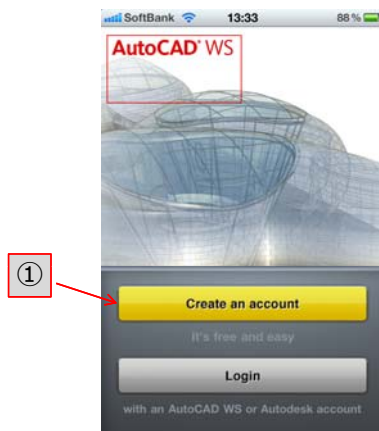 SoftBank 13:33 88%
AutoCAD® WS
①
Create an account
It's free and easy
Login
with an AutoCAD WS or Autodesk account